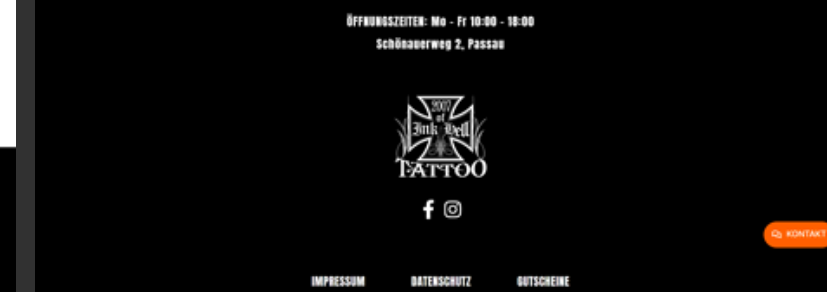 ÖFFNUNGSZEITEN: Mo - Fr 10:00 - 18:00
Schönauerweg 2, Passau
2007
of
Ink Hell
TATTOO
KONTAKT
IMPRESSUM DATENSCHUTZ GUTSCHEINE